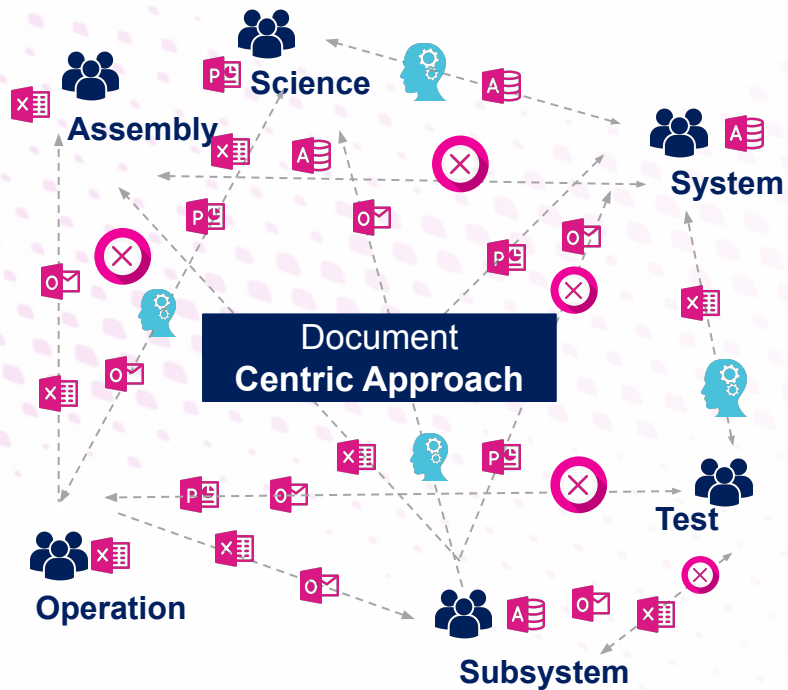 Science
Assembly
System
Document
Centric Approach
Test
Operation
Subsystem
P
X
A
X
A
P
O
O
P
O
X
X
O
X
P
P
O
X
X
O
A
O
X